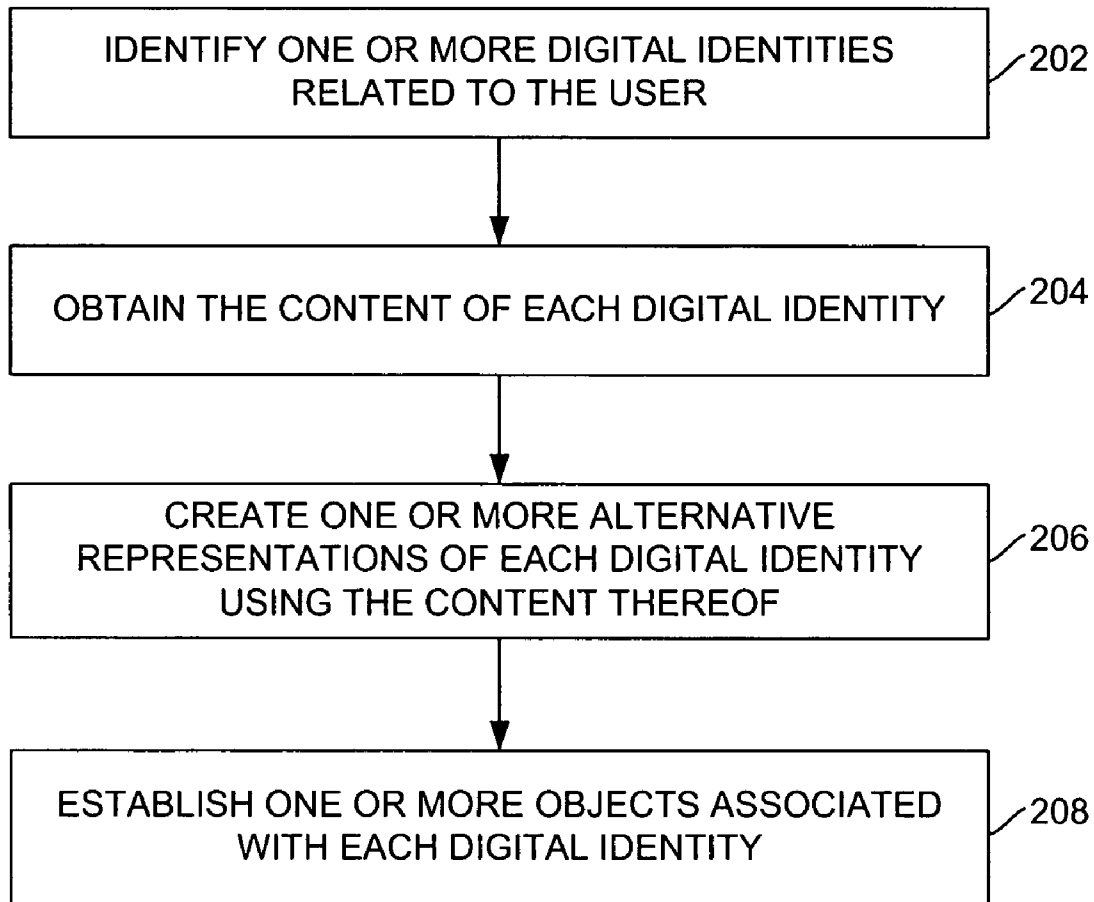 IDENTIFY ONE OR MORE DIGITAL IDENTITIES
RELATED TO THE USER
202
OBTAIN THE CONTENT OF EACH DIGITAL IDENTITY
204
CREATE ONE OR MORE ALTERNATIVE
REPRESENTATIONS OF EACH DIGITAL IDENTITY
USING THE CONTENT THEREOF
206
ESTABLISH ONE OR MORE OBJECTS ASSOCIATED
WITH EACH DIGITAL IDENTITY
208